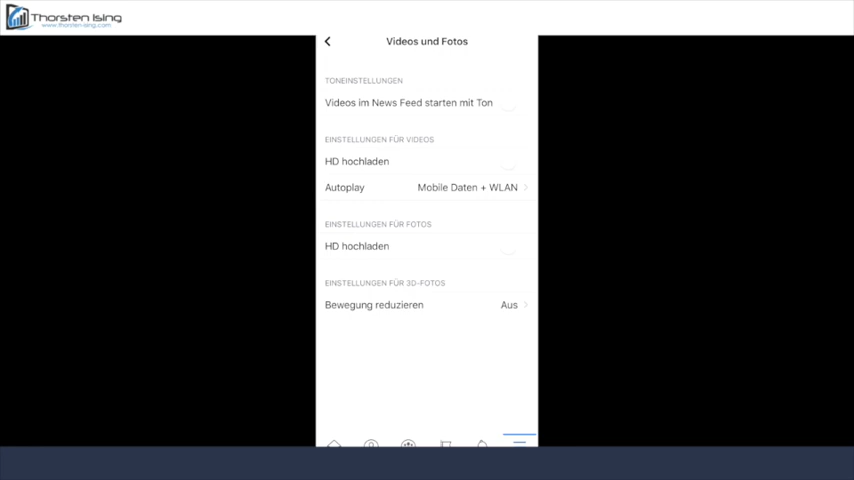 Thorsten Ising
www.thorsten-ising.com
Videos und Fotos
TONEINSTELLUNGEN
Videos im News Feed starten mit Ton
EINSTELLUNGEN FÜR VIDEOS
HD hochladen
Autoplay Mobile Daten + WLAN
EINSTELLUNGEN FÜR FOTOS
HD hochladen
EINSTELLUNGEN FÜR 3D-FOTOS
Bewegung reduzieren Aus